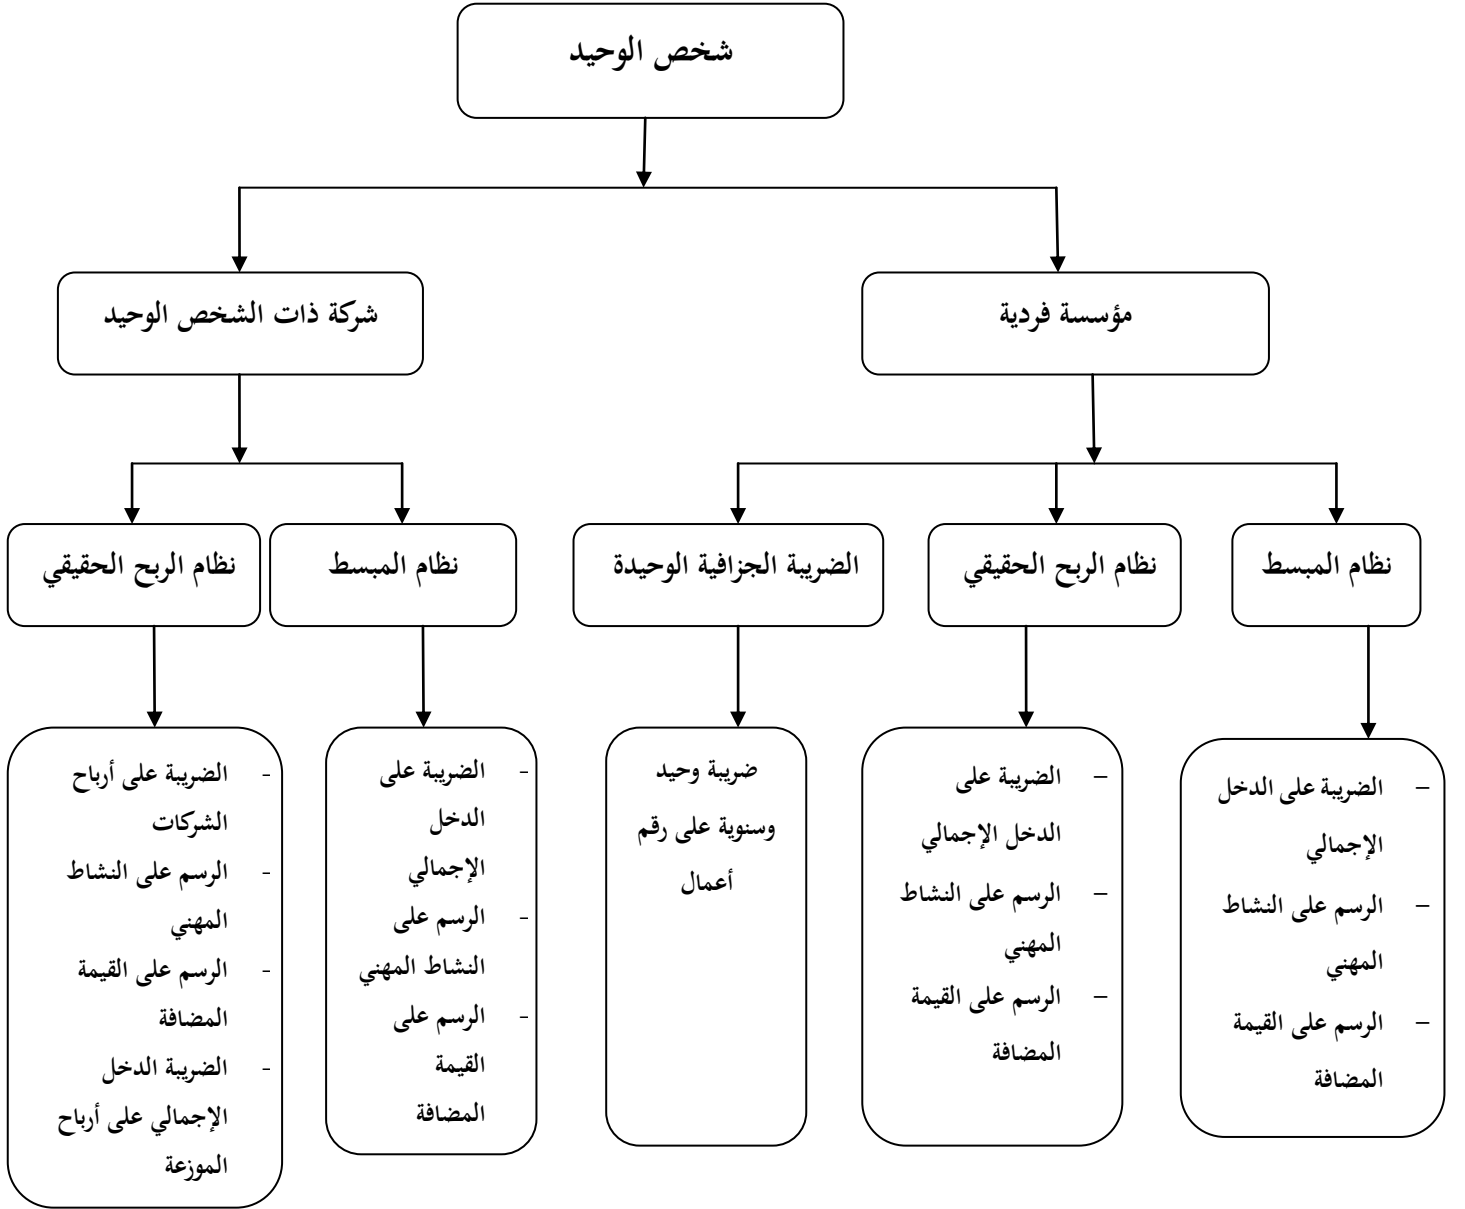 شخص الوحيد
مؤسسة فردية
شركة ذات الشخص الوحيد
نظام المبسط
نظام الربح الحقيقي
الضريبة الجزافية الوحيدة
نظام المبسط
نظام الربح الحقيقي
– الضريبة على الدخل
الإجمالي
– الرسم على النشاط
المهني
– الرسم على القيمة
المضافة
– الضريبة على
الدخل الإجمالي
– الرسم على النشاط
المهني
– الرسم على القيمة
المضافة
ضريبة وحيد
وسنوية على رقم
أعمال
- الضريبة على
الدخل
الإجمالي
- الرسم على
النشاط المهني
- الرسم على
القيمة
المضافة
- الضريبة على أرباح
الشركات
- الرسم على النشاط
المهني
- الرسم على القيمة
المضافة
- الضريبة الدخل
الإجمالي على أرباح
الموزعة